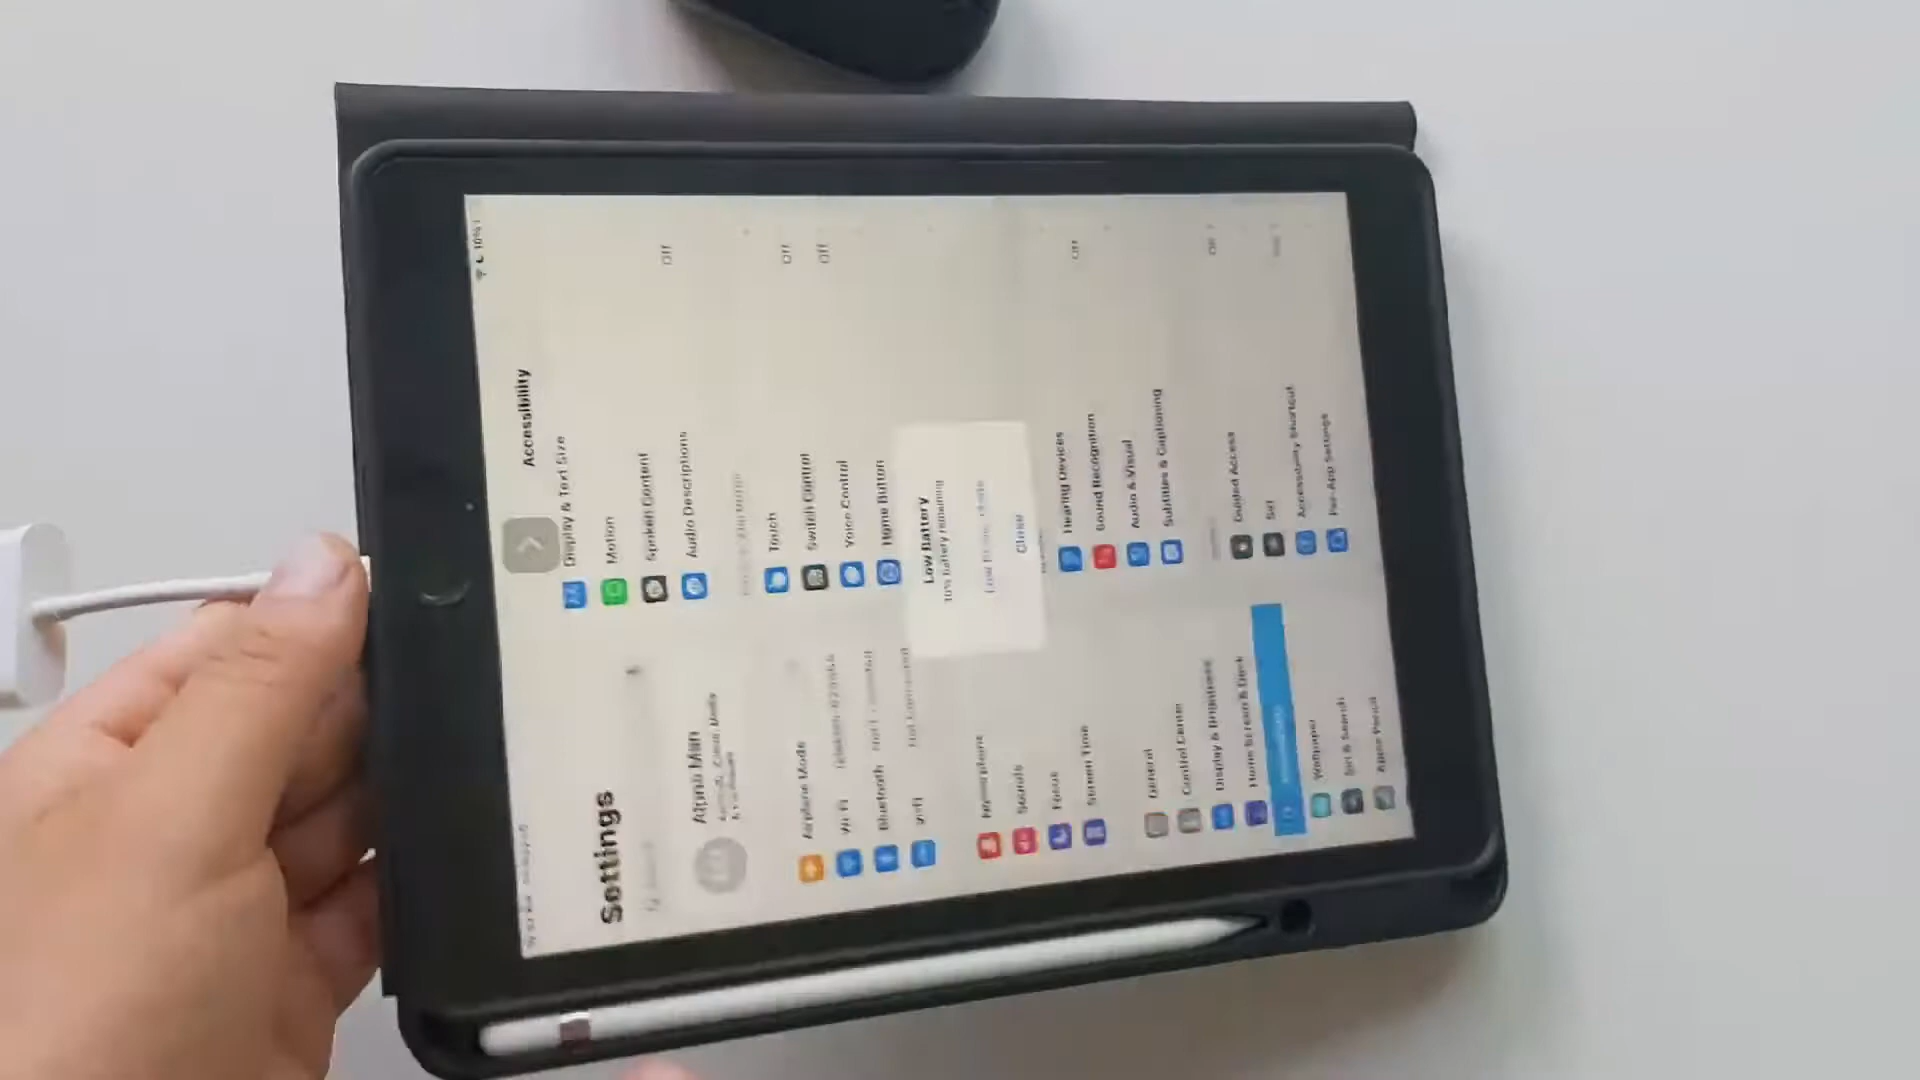 10%
Settings
Airplane Mode
Wi-Fi
Bluetooth
Not Connected
Sounds
Focus
Screen Time
General
Control Center
Display & Brightness
Home Screen & Dock
Wallpaper
Siri & Search
Apple Pencil
Accessibility
Display & Text Size
Motion
Spoken Content
Off
Audio Descriptions
Touch
Switch Control
Off
Voice Control
Off
Home Button
Low Battery
10% battery remaining
Close
Hearing Devices
Sound Recognition
Off
Audio & Visual
Subtitles & Captioning
Guided Access
Siri
Accessibility Shortcut
Per-App Settings